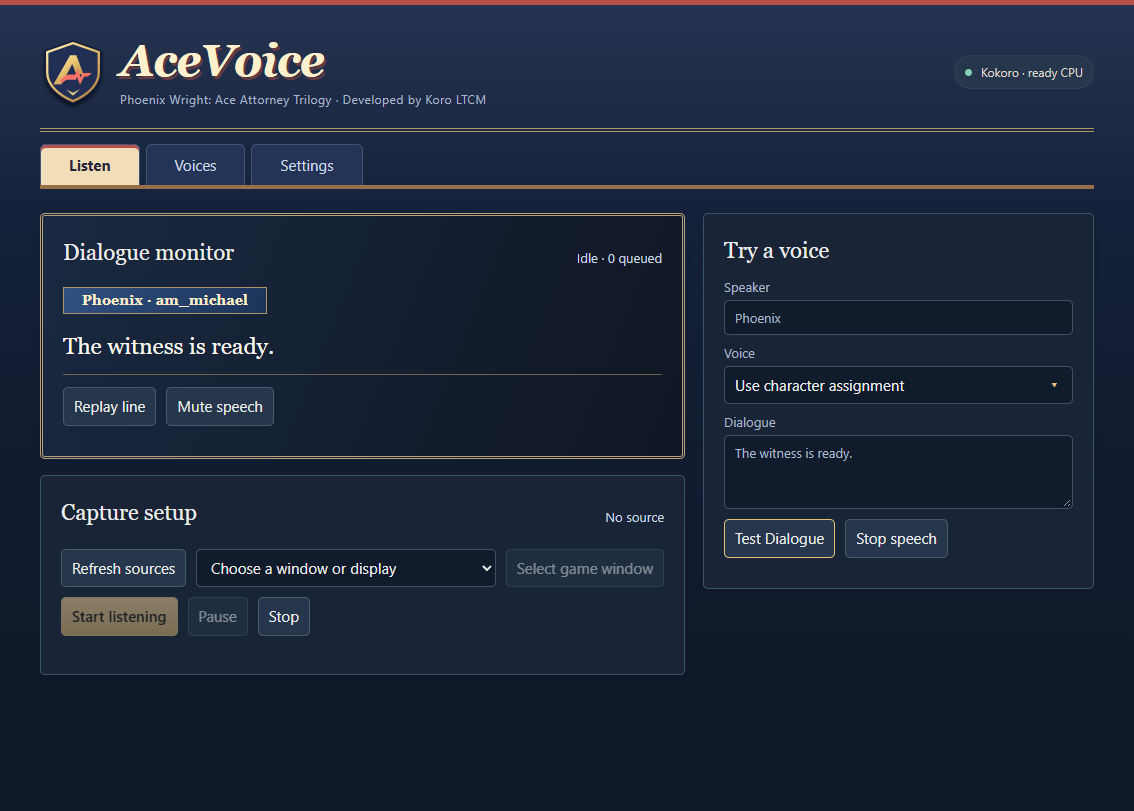 AceVoice
Phoenix Wright: Ace Attorney Trilogy · Developed by Koro LTCM
Kokoro · ready CPU
Listen
Voices
Settings
Dialogue monitor
Idle · 0 queued
Phoenix · am_michael
The witness is ready.
Replay line
Mute speech
Capture setup
No source
Refresh sources
Choose a window or display
Select game window
Start listening
Pause
Stop
Try a voice
Speaker
Phoenix
Voice
Use character assignment
Dialogue
The witness is ready.
Test Dialogue
Stop speech